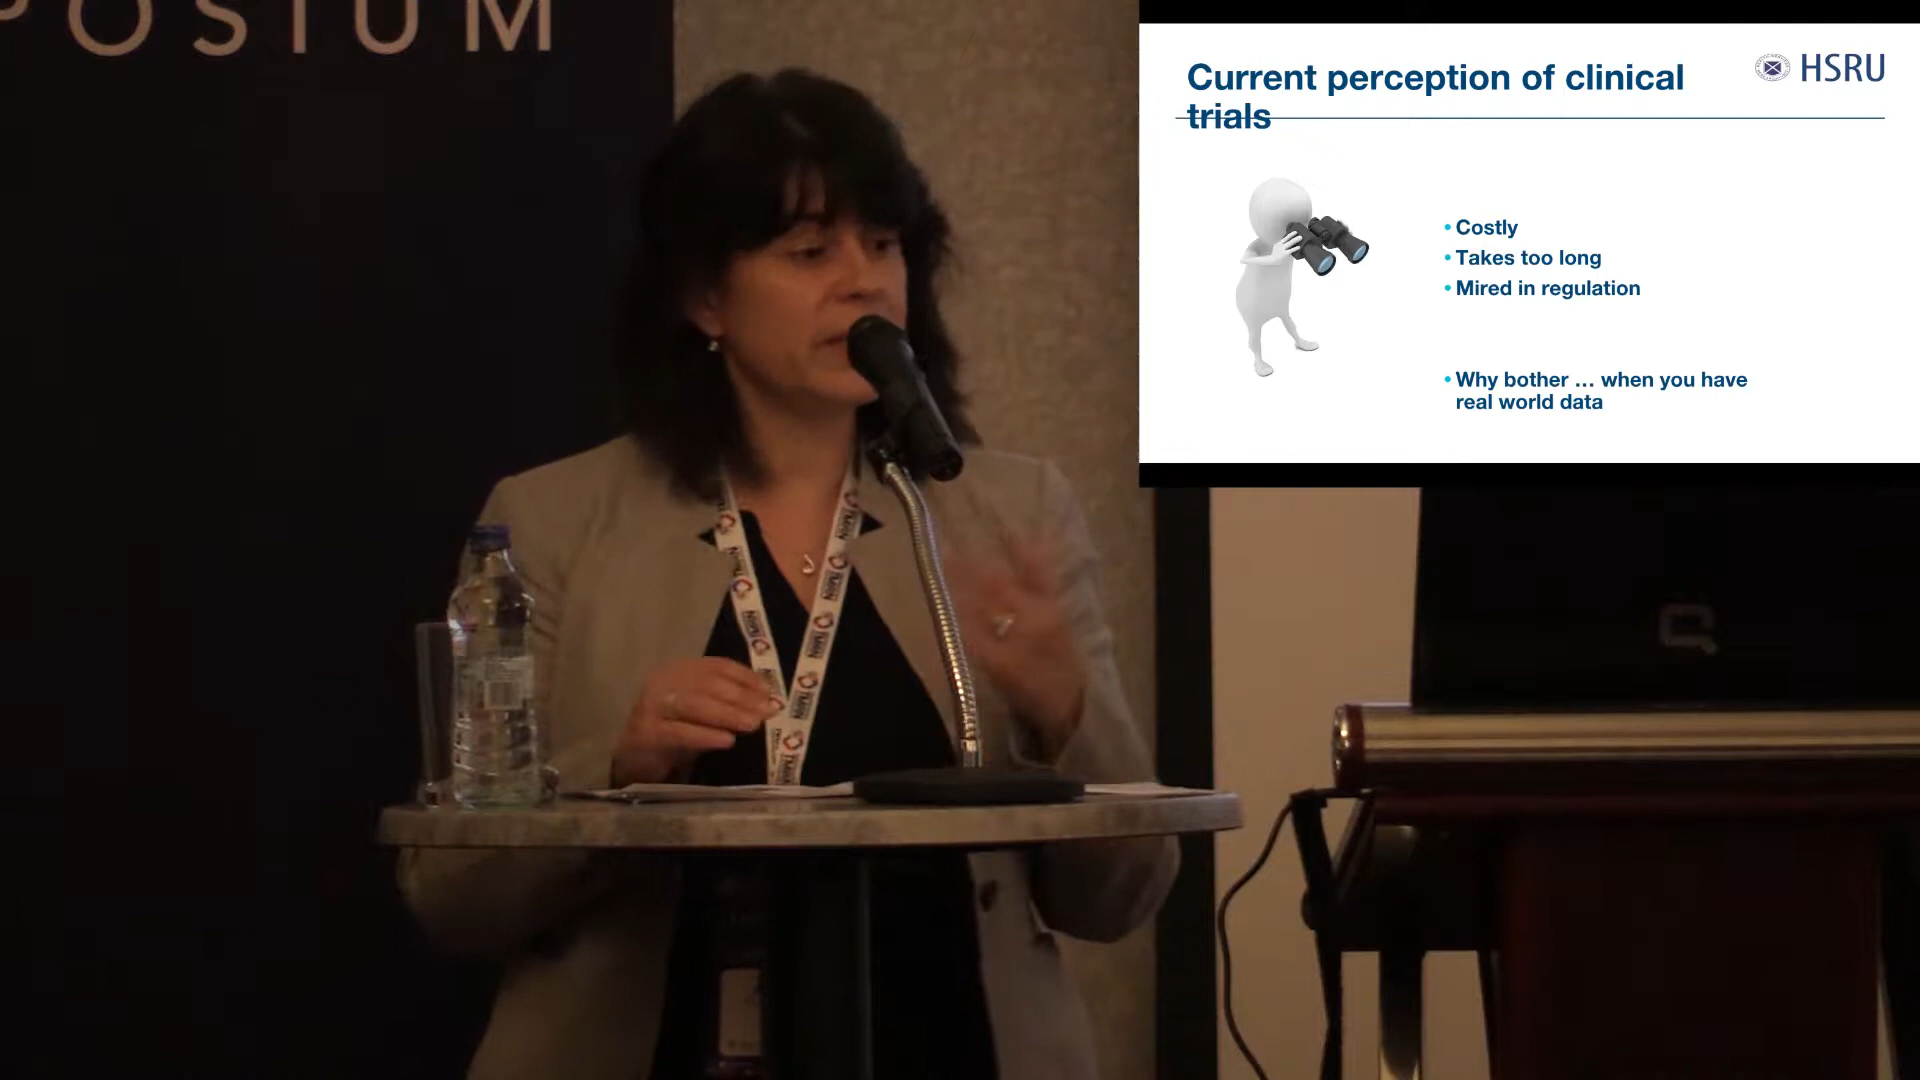 POSIUM
Current perception of clinical
trials
HSRU
• Costly
• Takes too long
• Mired in regulation
• Why bother … when you have
real world data